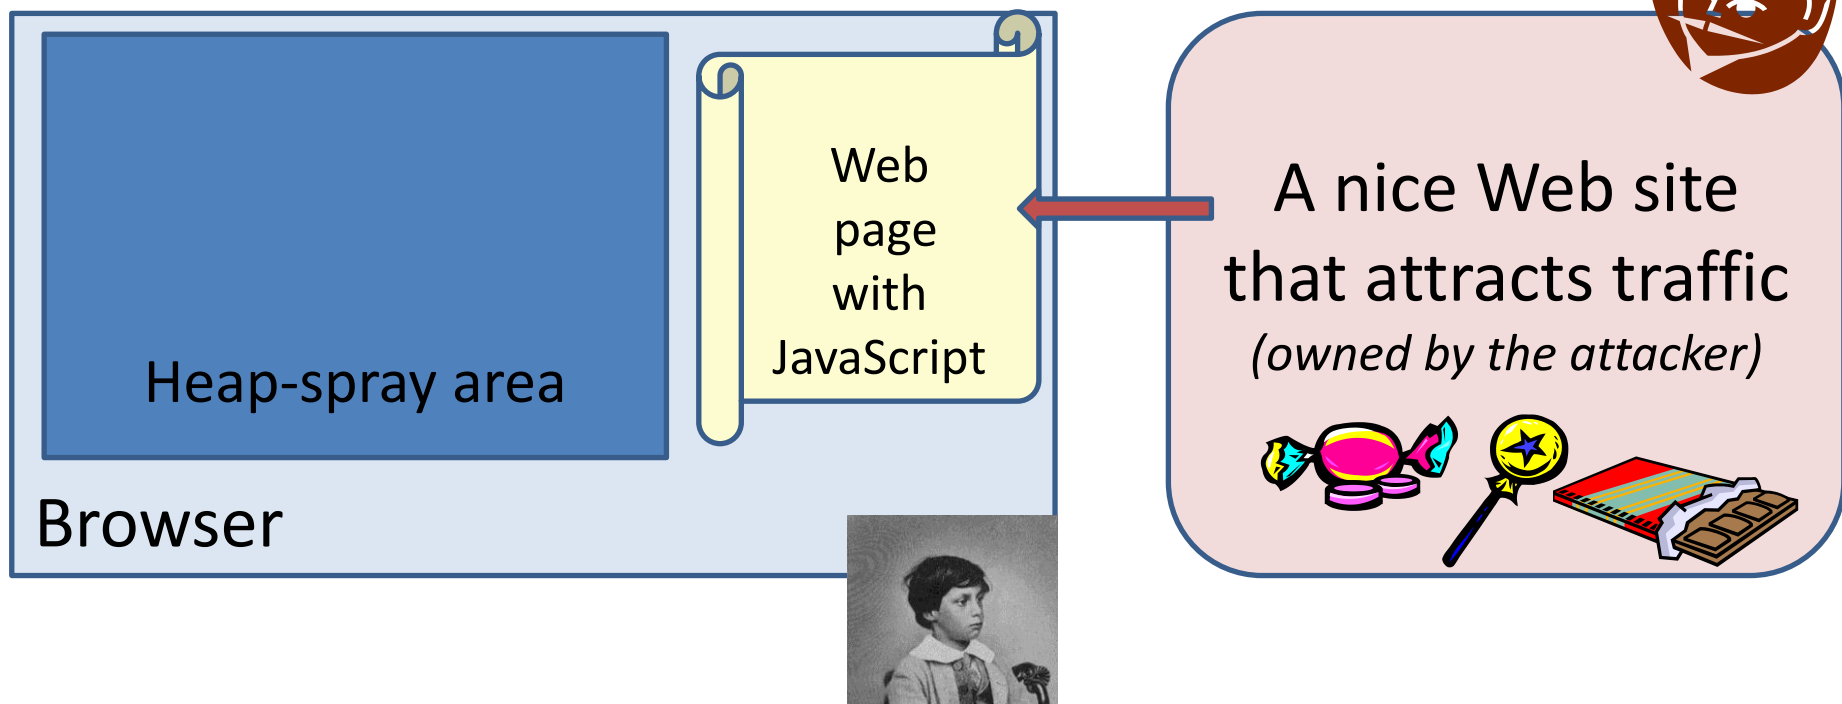 Heap-spray area
Browser
Web
page
with
JavaScript
A nice Web site
that attracts traffic
(owned by the attacker)